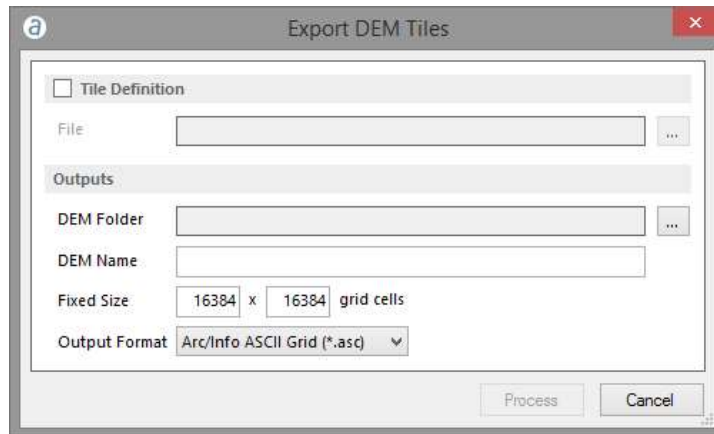 a Export DEM Tiles x
Tile Definition
File ...
Outputs
DEM Folder ...
DEM Name
Fixed Size 16384 x 16384 grid cells
Output Format Arc/Info ASCII Grid (*.asc)
Process Cancel